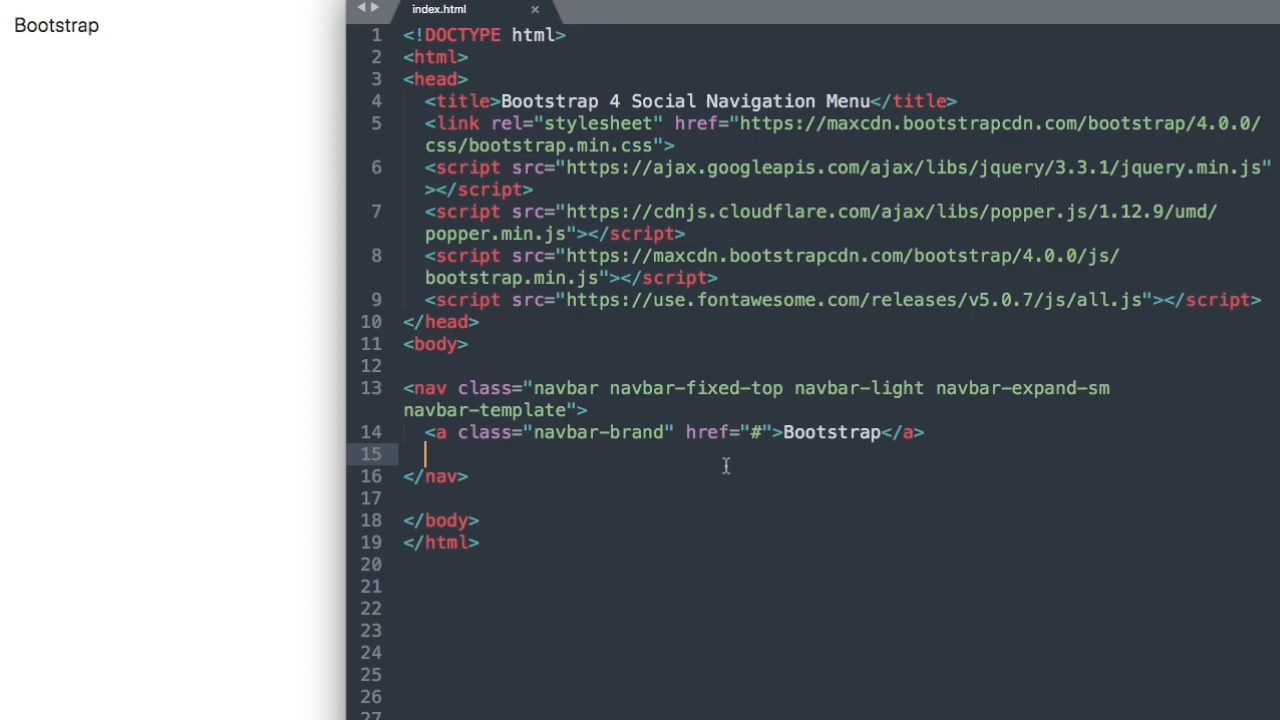 Bootstrap
index.html
1 <!DOCTYPE html>
2 <html>
3 <head>
4 <title>Bootstrap 4 Social Navigation Menu</title>
5 <link rel="stylesheet" href="https://maxcdn.bootstrapcdn.com/bootstrap/4.0.0/
css/bootstrap.min.css">
6 <script src="https://ajax.googleapis.com/ajax/libs/jquery/3.3.1/jquery.min.js"
></script>
7 <script src="https://cdnjs.cloudflare.com/ajax/libs/popper.js/1.12.9/umd/
popper.min.js"></script>
8 <script src="https://maxcdn.bootstrapcdn.com/bootstrap/4.0.0/js/
bootstrap.min.js"></script>
9 <script src="https://use.fontawesome.com/releases/v5.0.7/js/all.js"></script>
10 </head>
11 <body>
12
13 <nav class="navbar navbar-fixed-top navbar-light navbar-expand-sm
navbar-template">
14 <a class="navbar-brand" href="#">Bootstrap</a>
15
16 </nav>
17
18 </body>
19 </html>
20
21
22
23
24
25
26
27